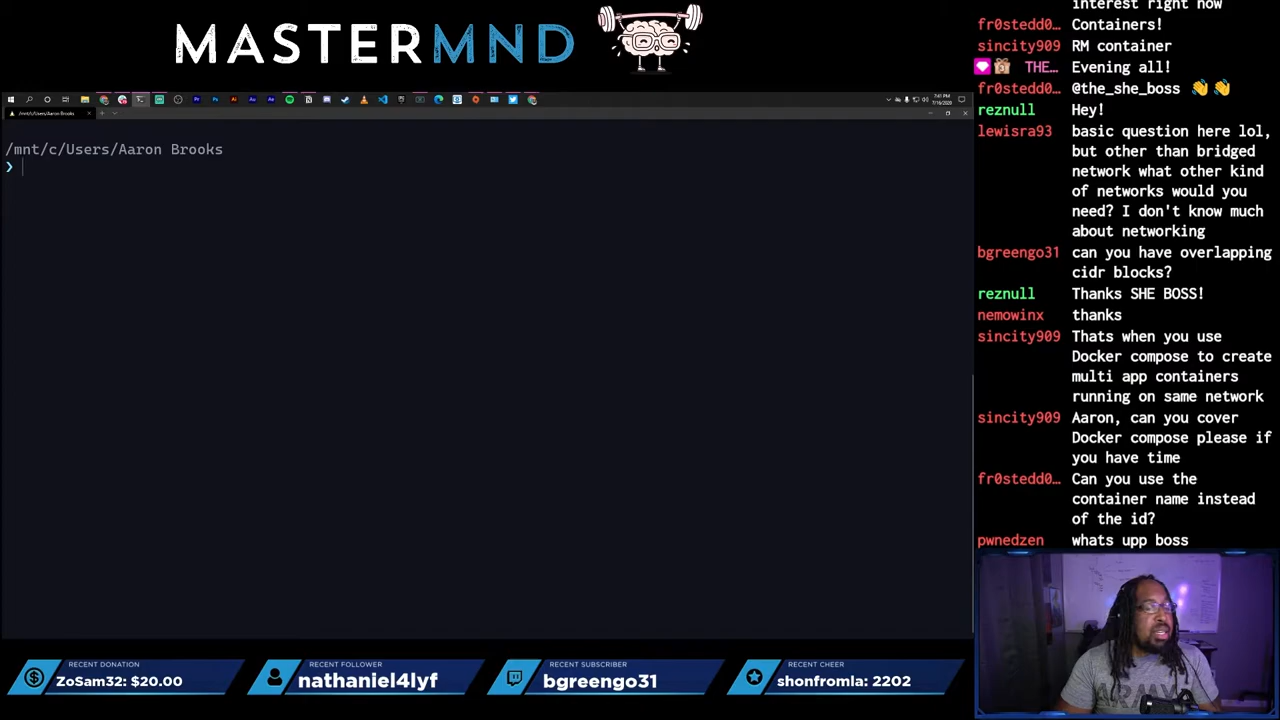 MASTERMND
/mnt/c/Users/Aaron Brooks
/mnt/c/Users/Aaron Brooks
❯
interest right now
fr0stedd0… Containers!
sincity909 RM container
THE… Evening all!
fr0stedd0… @the_she_boss 👋 👋
reznull Hey!
lewisra93 basic question here lol,
but other than bridged
network what other kind
of networks would you
need? I don't know much
about networking
bgreengo31 can you have overlapping
cidr blocks?
reznull Thanks SHE BOSS!
nemowinx thanks
sincity909 Thats when you use
Docker compose to create
multi app containers
running on same network
sincity909 Aaron, can you cover
Docker compose please if
you have time
fr0stedd0… Can you use the
container name instead
of the id?
pwnedzen whats upp boss
ARMY
RECENT DONATION
ZoSam32: $20.00
RECENT FOLLOWER
nathaniel4lyf
RECENT SUBSCRIBER
bgreengo31
RECENT CHEER
shonfromla: 2202